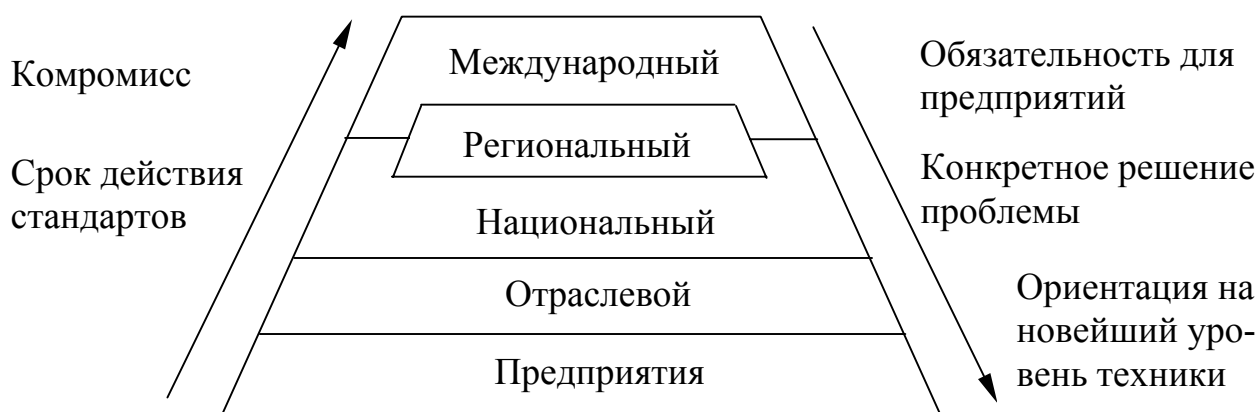 Комромисс
Срок действия
стандартов
Международный
Региональный
Национальный
Отраслевой
Предприятия
Обязательность для
предприятий
Конкретное решение
проблемы
Ориентация на
новейший уро-
вень техники